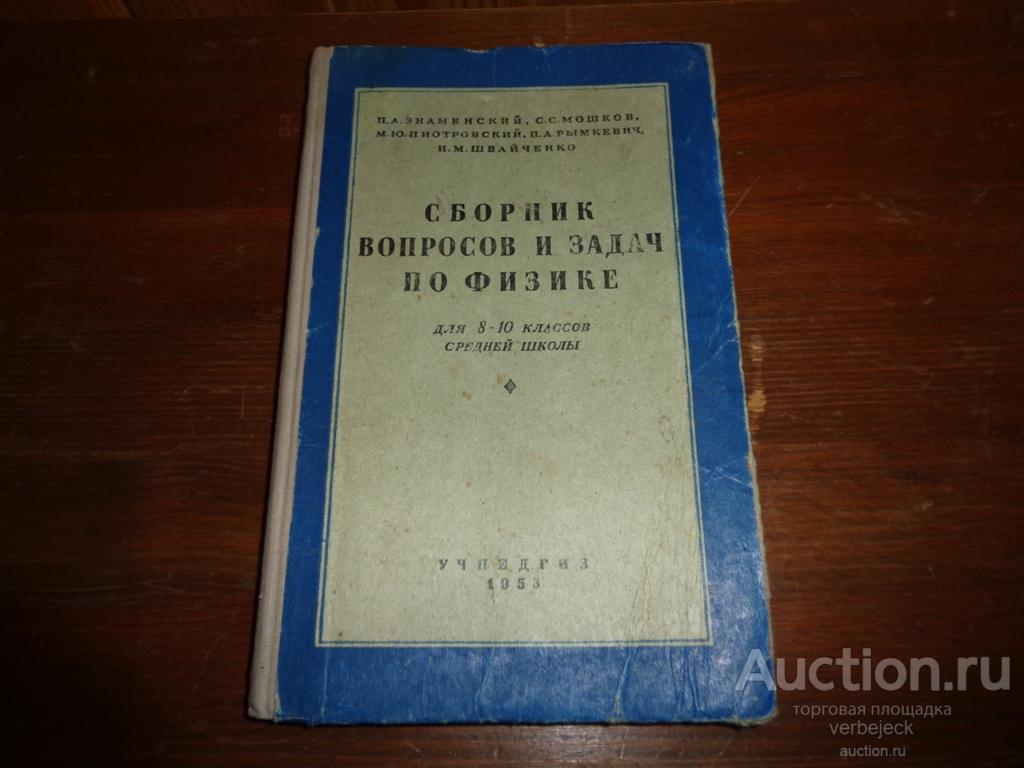 П.А.ЗНАМЕНСКИЙ, С.С.МОШКОВ,
М.Ю.ПИОТРОВСКИЙ, П.А.РЫМКЕВИЧ,
И.М.ШВАЙЧЕНКО
СБОРНИК
ВОПРОСОВ И ЗАДАЧ
ПО ФИЗИКЕ
ДЛЯ 8-10 КЛАССОВ
СРЕДНЕЙ ШКОЛЫ
УЧПЕДГИЗ
1953
Auction.ru
торговая площадка
verbejeck
auction.ru